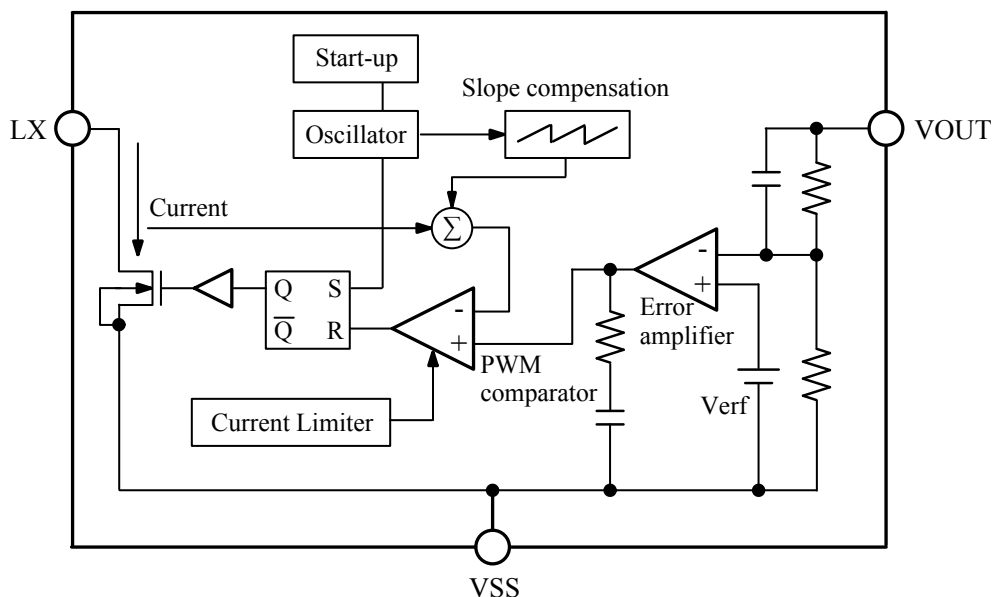 Start-up
Slope compensation
LX
Oscillator
VOUT
Current
Σ
-
+
Q S
Q̅ R
-
+
Error
amplifier
PWM
comparator
Verf
Current Limiter
VSS